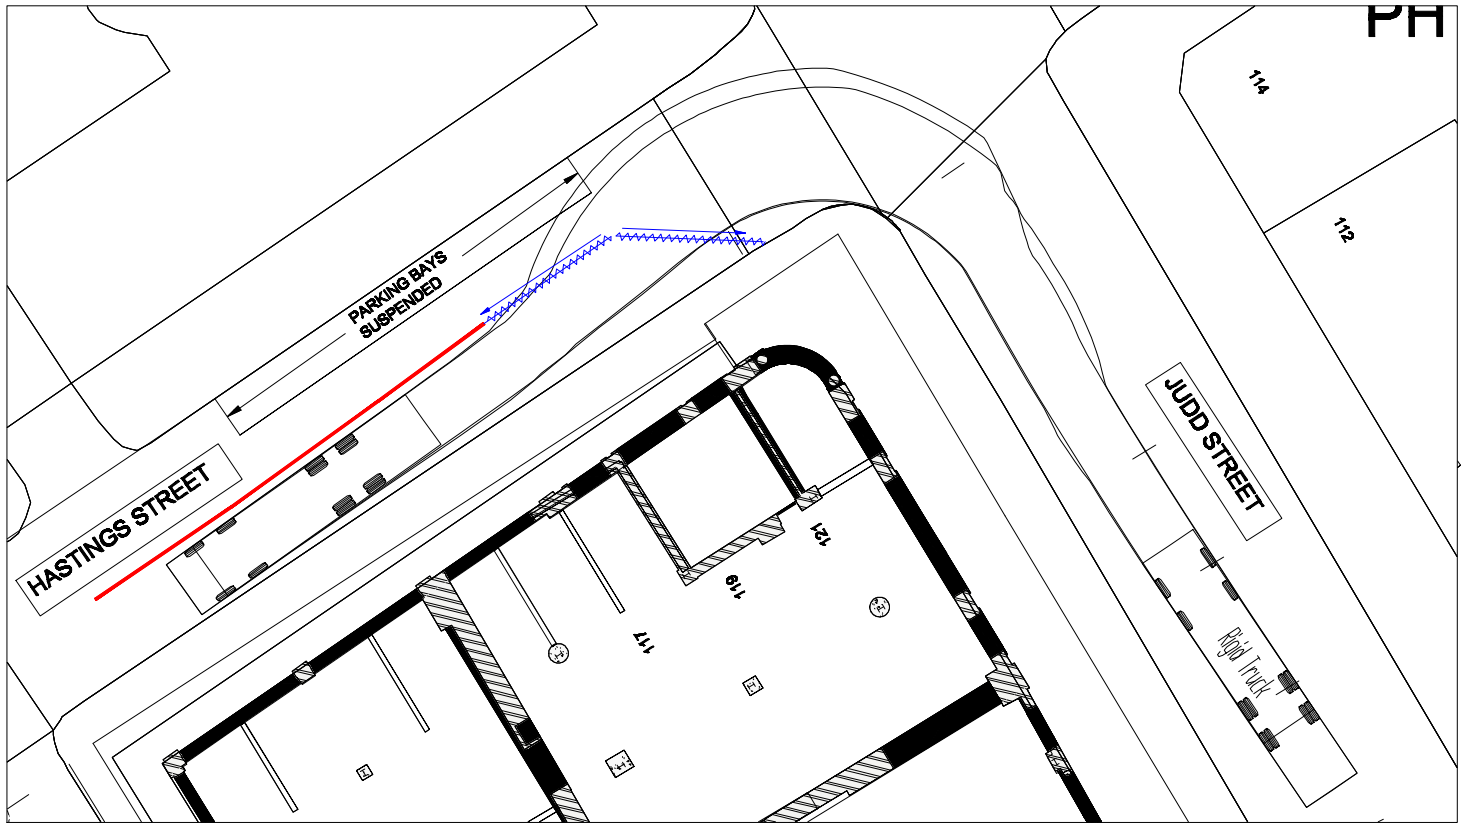 PH
114
112
PARKING BAYS
SUSPENDED
HASTINGS STREET
JUDD STREET
121
119
117
Rigid Truck